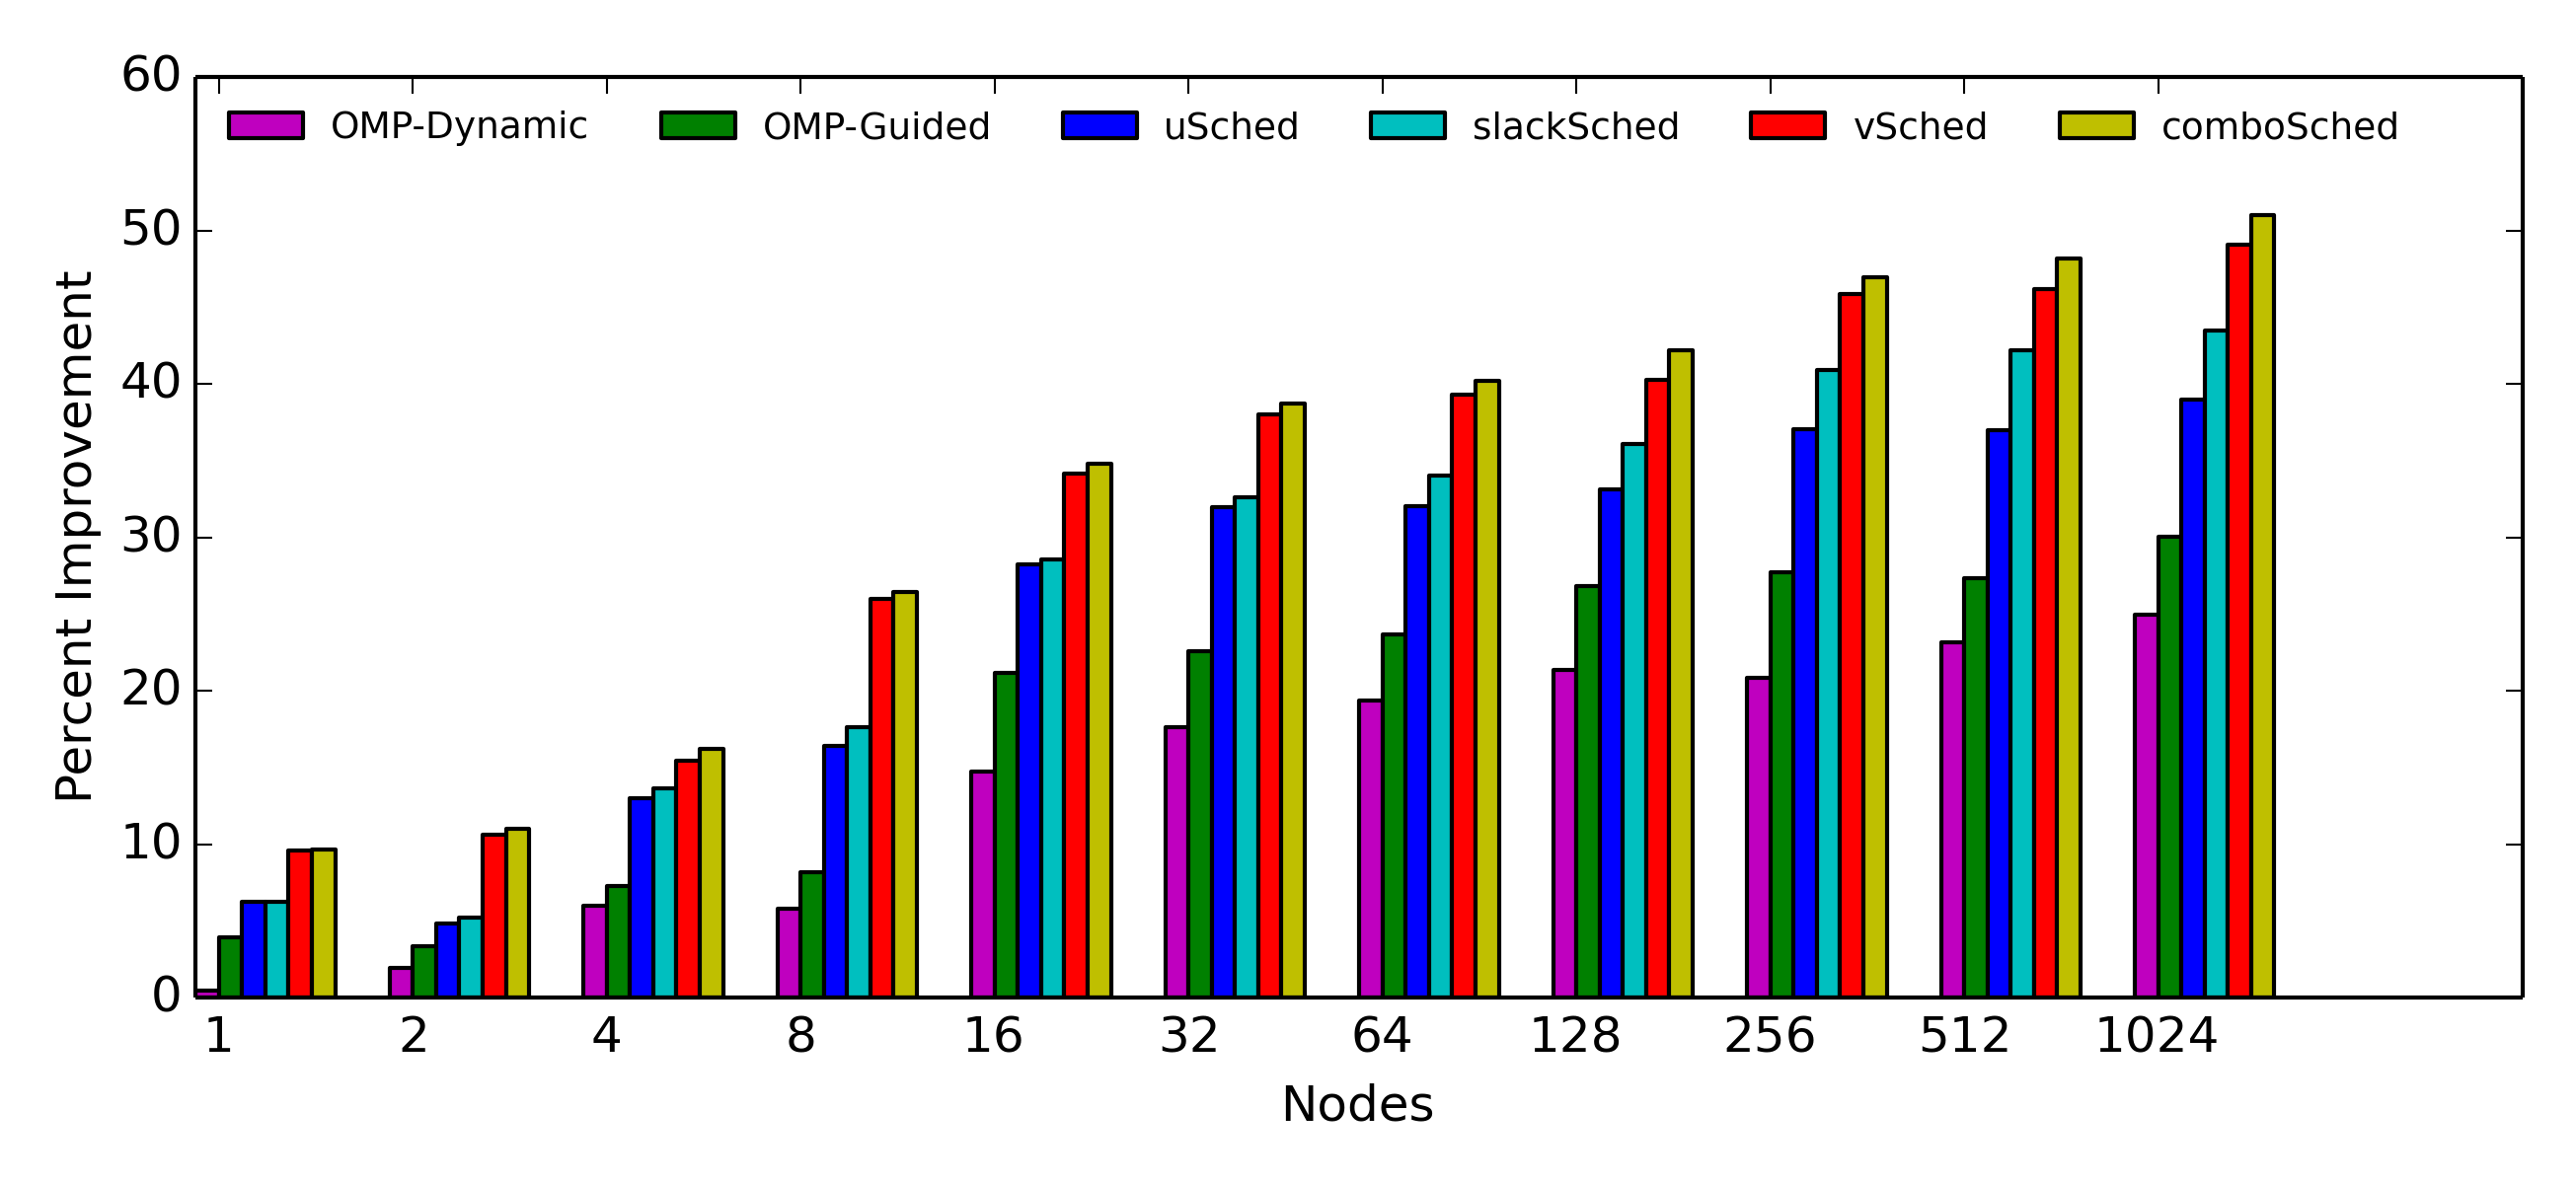 60
OMP-Dynamic OMP-Guided uSched slackSched vSched comboSched
50
40
30
20
10
0
Percent Improvement
1 2 4 8 16 32 64 128 256 512 1024
Nodes